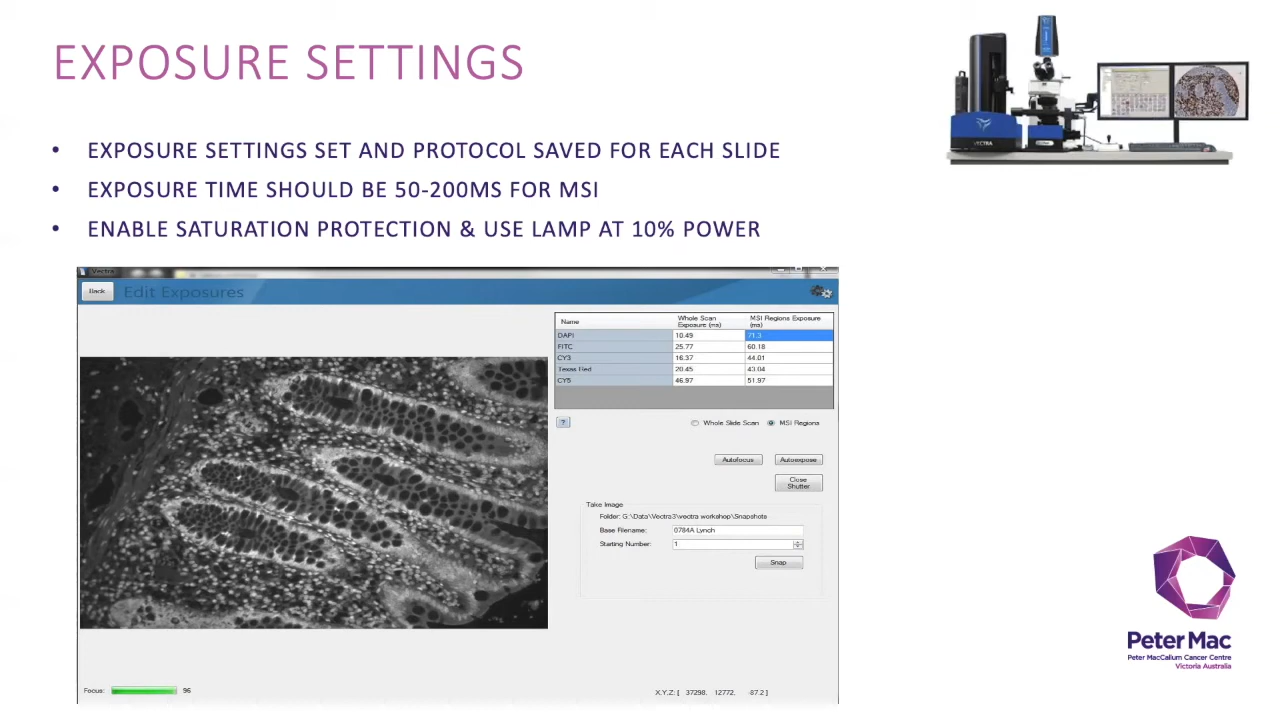 EXPOSURE SETTINGS
• EXPOSURE SETTINGS SET AND PROTOCOL SAVED FOR EACH SLIDE
• EXPOSURE TIME SHOULD BE 50-200MS FOR MSI
• ENABLE SATURATION PROTECTION & USE LAMP AT 10% POWER
VECTRA
Vectra
Back
Edit Exposures
Name
Whole Scan Exposure (ms)
MSI Regions Exposure (ms)
DAPI 10.49 71.3
FITC 25.77 60.18
CY3 16.37 44.01
Texas Red 20.45 43.04
CY5 46.97 51.97
?
Whole Slide Scan
MSI Regions
Autofocus
Autoexpose
Close
Shutter
Take Image
Folder: G:\Data\Vectra3\vectra workshop\Snapshots
Base Filename: 0784A Lynch
Starting Number: 1
Snap
Focus: 96
X,Y,Z: [ 37298, 12772, -87.2 ]
Peter Mac
Peter MacCallum Cancer Centre
Victoria Australia